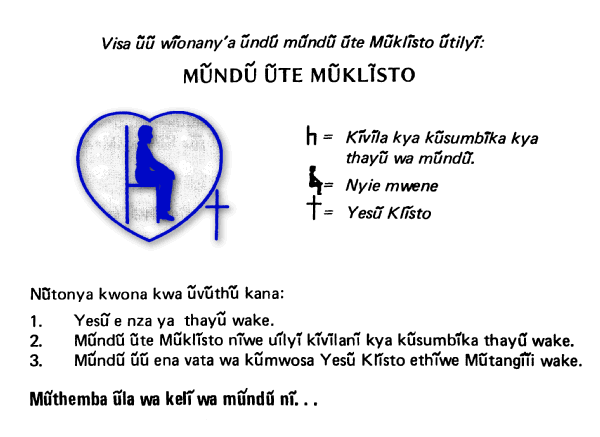 Visa ũũ wĩonany'a ũndũ mũndũ ũte Mũklĩsto ũtilyĩ:
MŨNDŨ ŨTE MŨKLĨSTO
h = Kĩvĩla kya kũsumbĩka kya
thayũ wa mũndũ.
= Nyie mwene
† = Yesũ Klĩsto
Nũtonya kwona kwa ũvũthũ kana:
1. Yesũ e nza ya thayũ wake.
2. Mũndũ ũte Mũklĩsto nĩwe uĩlyĩ kĩvĩlanĩ kya kũsumbĩka thayũ wake.
3. Mũndũ ũũ ena vata wa kũmwosa Yesũ Klĩsto ethĩwe Mũtangĩĩi wake.
Mũthemba ũla wa kelĩ wa mũndũ nĩ. . .